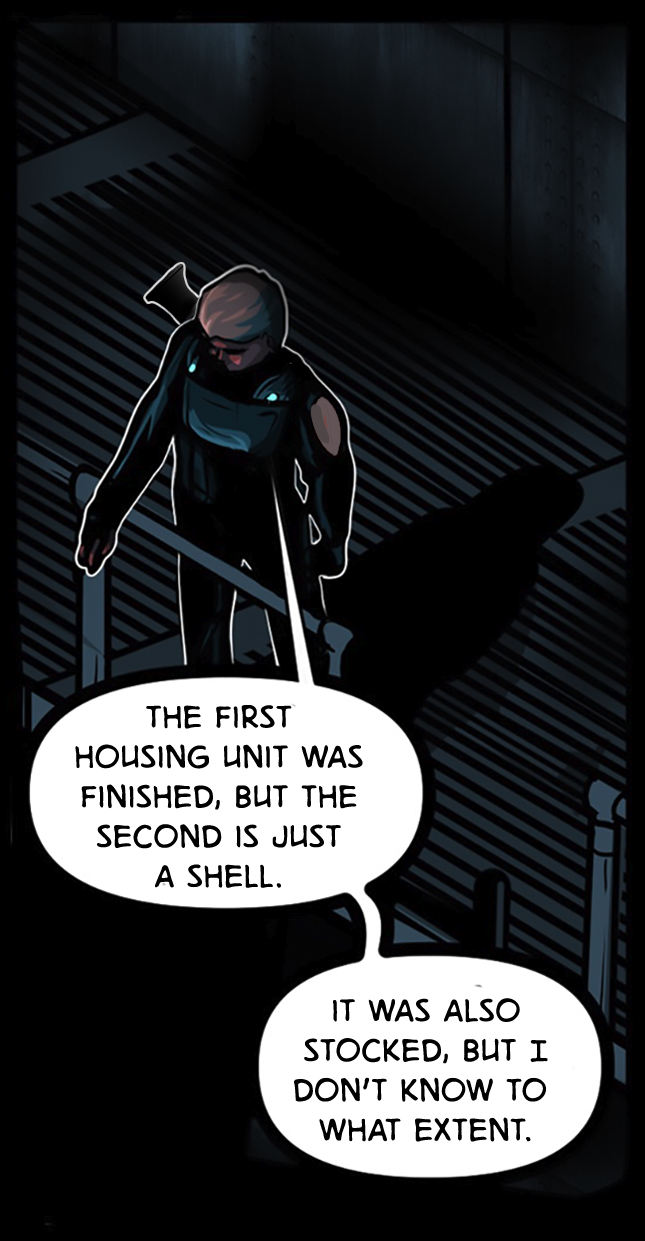 THE FIRST
HOUSING UNIT WAS
FINISHED, BUT THE
SECOND IS JUST
A SHELL.
IT WAS ALSO
STOCKED, BUT I
DON'T KNOW TO
WHAT EXTENT.